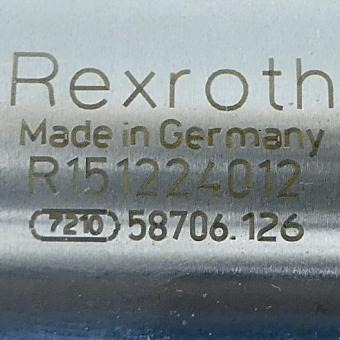 Rexroth
Made in Germany
R151224012
7210 58706.126